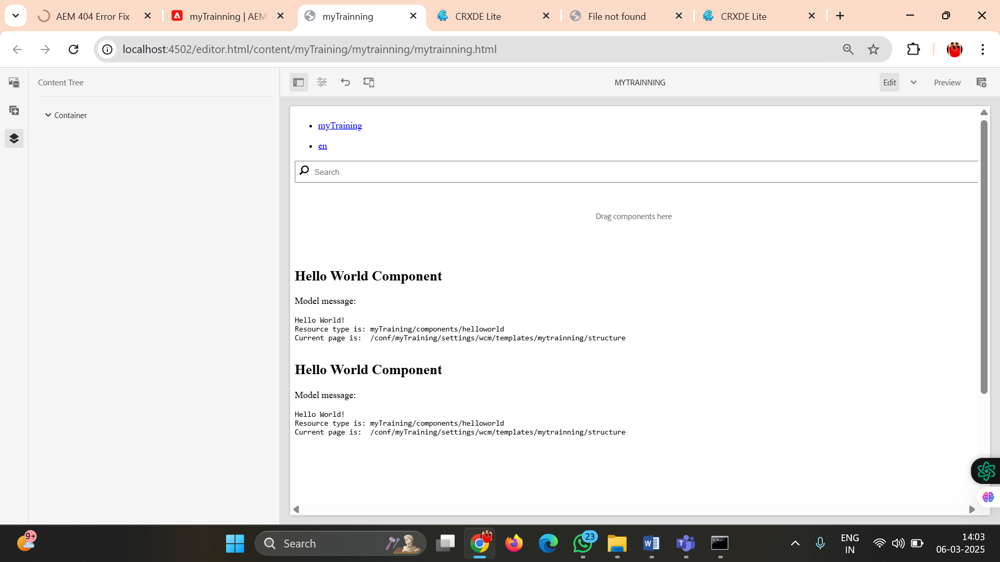 AEM 404 Error Fix
myTrainning | AEM
myTrainning
CRXDE Lite
File not found
CRXDE Lite
localhost:4502/editor.html/content/myTraining/mytrainning/mytrainning.html
Content Tree
MYTRAINNING
Edit
Preview
Container
myTraining
en
Search
Drag components here
Hello World Component
Model message:
Hello World!
Resource type is: myTraining/components/helloworld
Current page is:  /conf/myTraining/settings/wcm/templates/mytrainning/structure
Hello World Component
Model message:
Hello World!
Resource type is: myTraining/components/helloworld
Current page is:  /conf/myTraining/settings/wcm/templates/mytrainning/structure
9+
Search
23
ENG
IN
14:03
06-03-2025